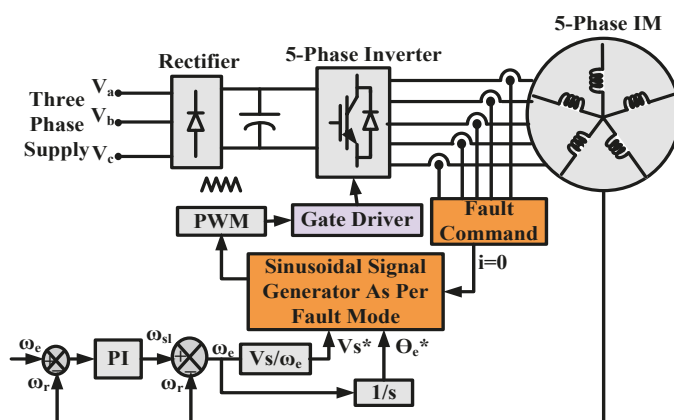 5-Phase IM
Rectifier
5-Phase Inverter
Three
Phase
Supply
Va
Vb
Vc
PWM
Gate Driver
Fault
Command
i=0
Sinusoidal Signal
Generator As Per
Fault Mode
ωe
ωr
+
−
PI
ωsl
ωr
+
−
ωe
Vs/ωe
Vs*
ϴe*
1/s